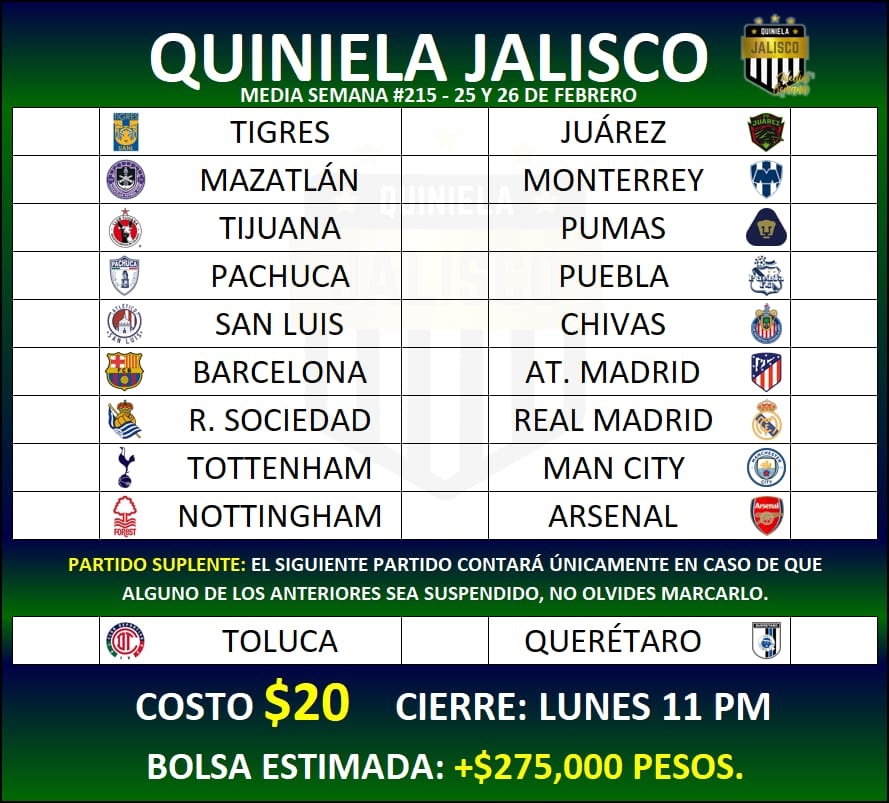 QUINIELA JALISCO
QUINIELA
JALISCO
MEDIA SEMANA #215 - 25 Y 26 DE FEBRERO
TIGRES JUÁREZ
MAZATLÁN MONTERREY
TIJUANA PUMAS
PACHUCA PUEBLA
SAN LUIS CHIVAS
BARCELONA AT. MADRID
R. SOCIEDAD REAL MADRID
TOTTENHAM MAN CITY
NOTTINGHAM ARSENAL
PARTIDO SUPLENTE: EL SIGUIENTE PARTIDO CONTARÁ ÚNICAMENTE EN CASO DE QUE
ALGUNO DE LOS ANTERIORES SEA SUSPENDIDO, NO OLVIDES MARCARLO.
TOLUCA QUERÉTARO
COSTO $20 CIERRE: LUNES 11 PM
BOLSA ESTIMADA: +$275,000 PESOS.